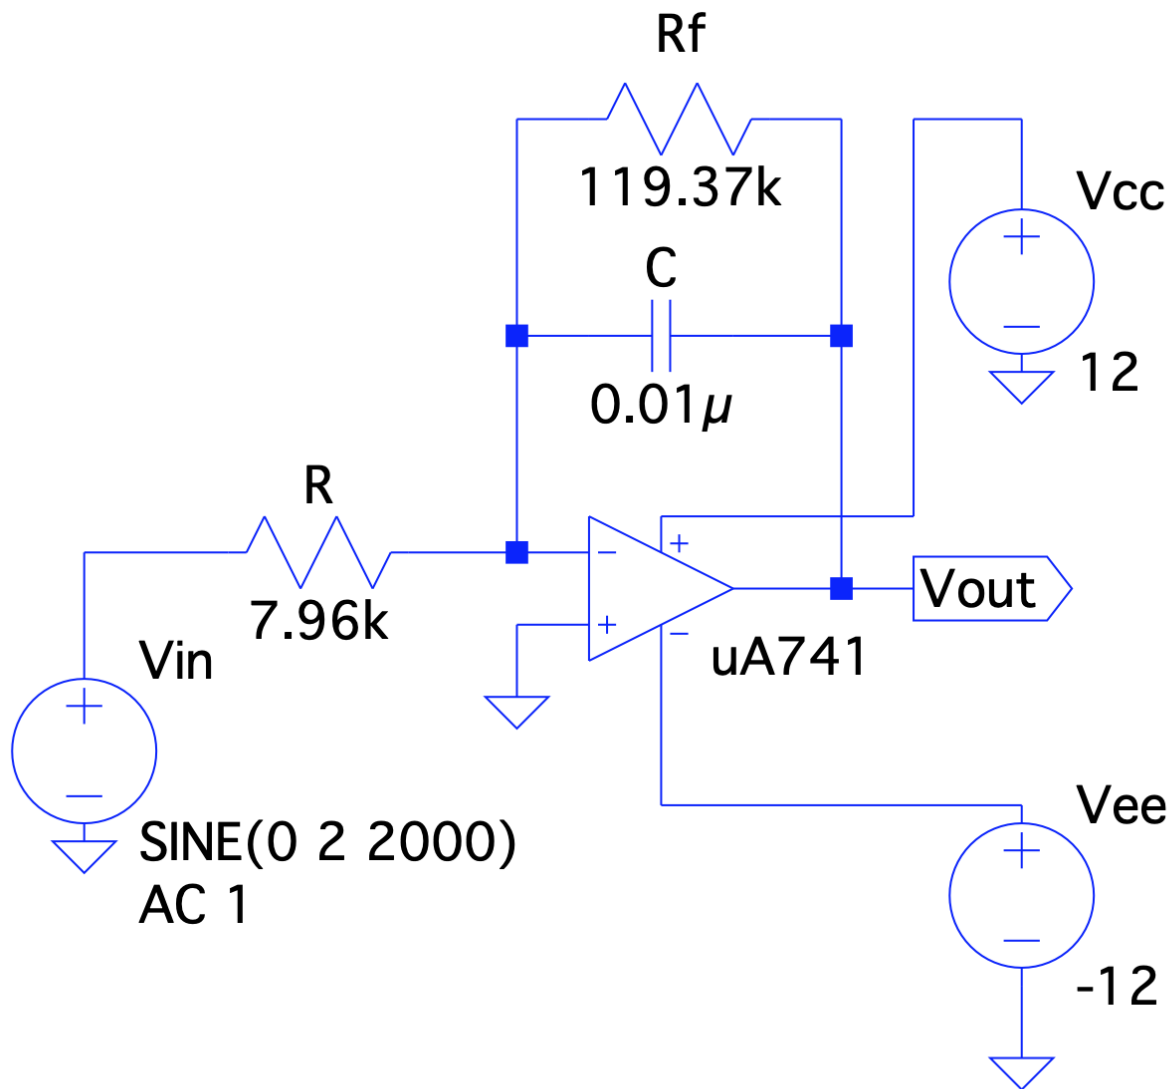 Rf
119.37k
Vcc
C
12
0.01µ
R
+
−
+
7.96k
Vout
−
uA741
Vin
SINE(0 2 2000)
AC 1
Vee
-12